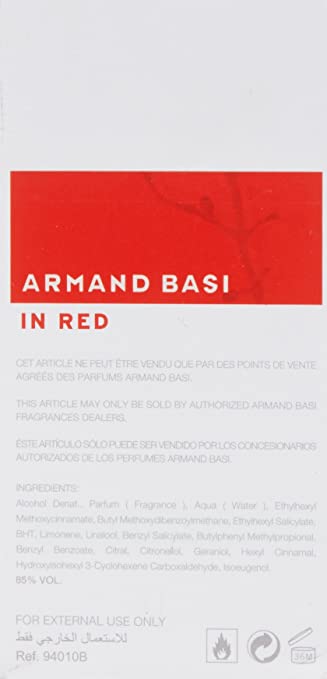 ARMAND BASI
IN RED
CET ARTICLE NE PEUT ÊTRE VENDU QUE PAR DES POINTS DE VENTE
AGRÉÉS DES PARFUMS ARMAND BASI.
THIS ARTICLE MAY ONLY BE SOLD BY AUTHORIZED ARMAND BASI
FRAGRANCES DEALERS.
ÉSTE ARTÍCULO SÓLO PUEDE SER VENDIDO POR LOS CONCESIONARIOS
AUTORIZADOS DE LOS PERFUMES ARMAND BASI.
INGREDIENTS:
Alcohol Denat., Parfum ( Fragrance ), Aqua ( Water ), Ethylhexyl
Methoxycinnamate, Butyl Methoxydibenzoylmethane, Ethylhexyl Salicylate,
BHT, Limonene, Linalool, Benzyl Salicylate, Butylphenyl Methylpropional,
Benzyl Benzoate, Citral, Citronellol, Geraniol, Hexyl Cinnamal,
Hydroxyisohexyl 3-Cyclohexene Carboxaldehyde, Isoeugenol.
85% VOL.
FOR EXTERNAL USE ONLY
للاستعمال الخارجي فقط
Ref. 94010B
36M